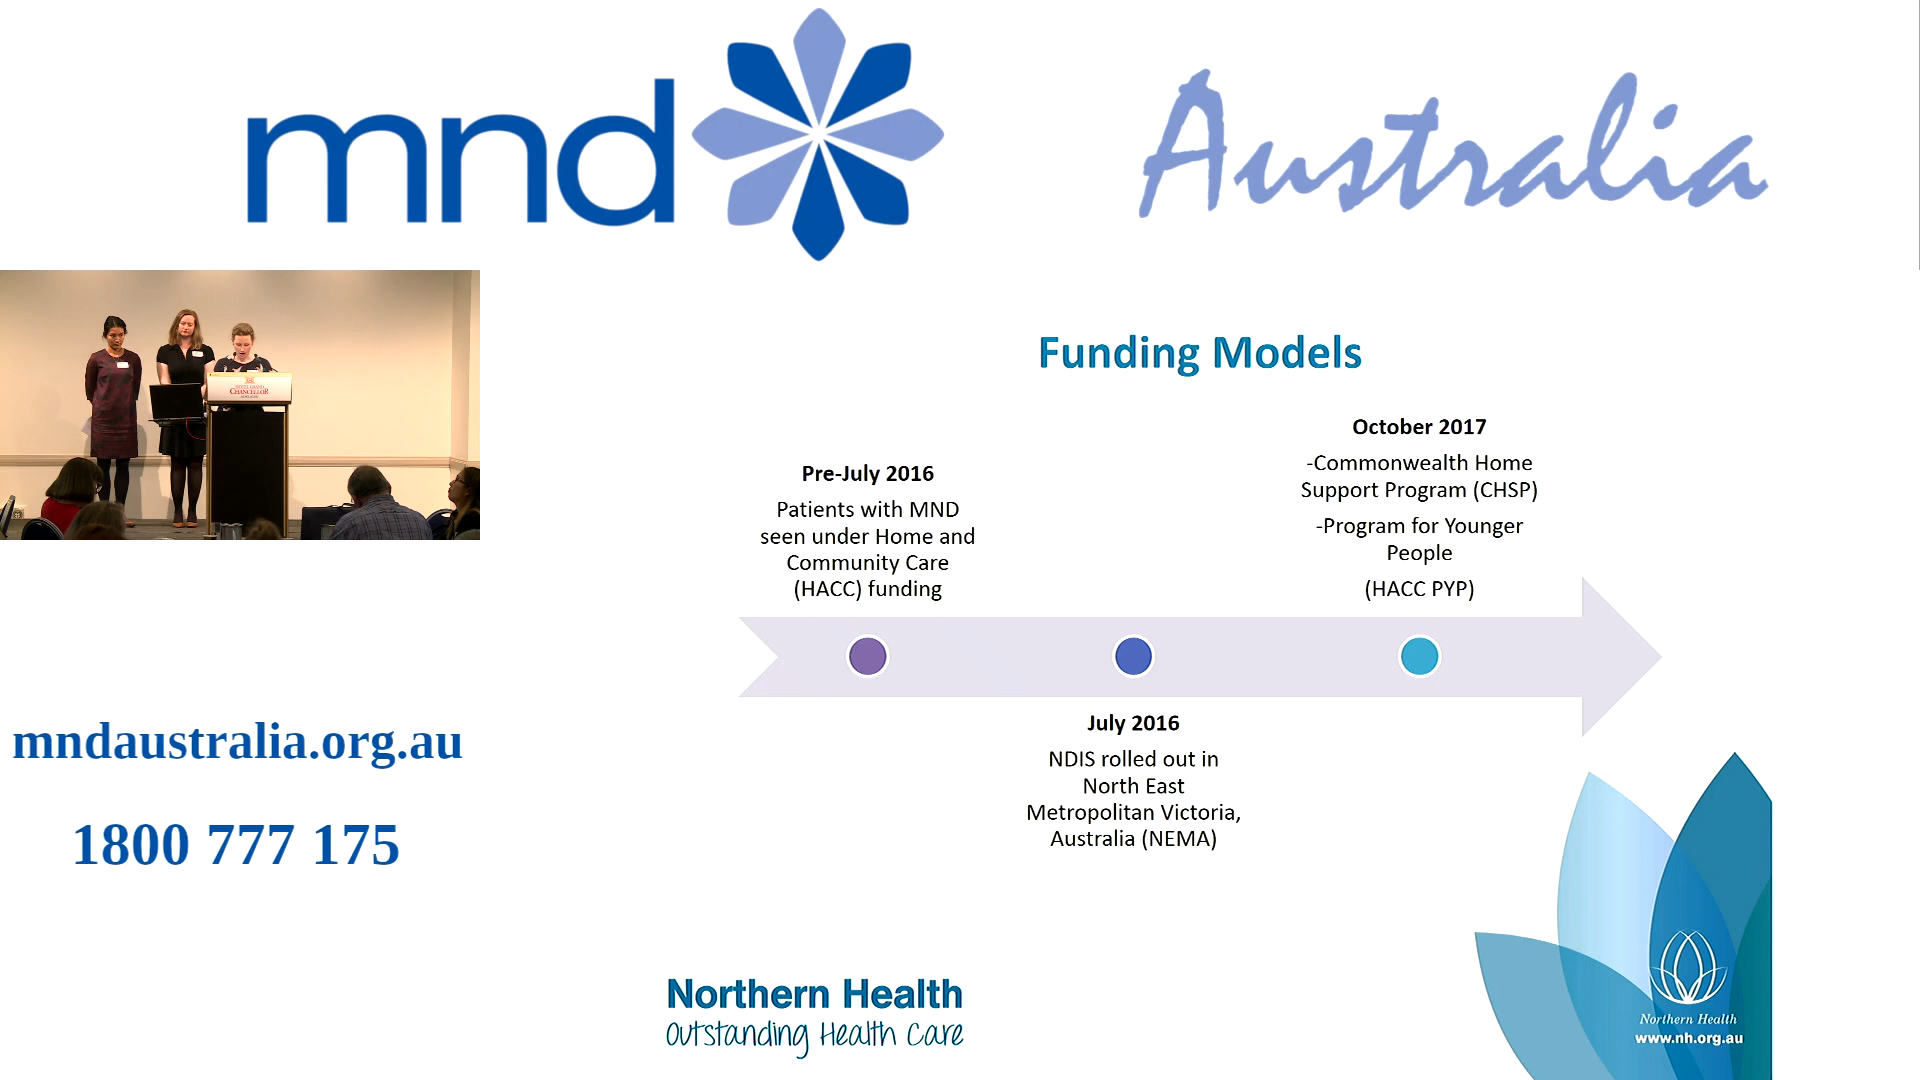 mnd
Australia
CHANCELLOR
Funding Models
Pre-July 2016
Patients with MND
seen under Home and
Community Care
(HACC) funding
October 2017
-Commonwealth Home
Support Program (CHSP)
-Program for Younger
People
(HACC PYP)
July 2016
NDIS rolled out in
North East
Metropolitan Victoria,
Australia (NEMA)
mndaustralia.org.au
1800 777 175
Northern Health
Outstanding Health Care
Northern Health
www.nh.org.au